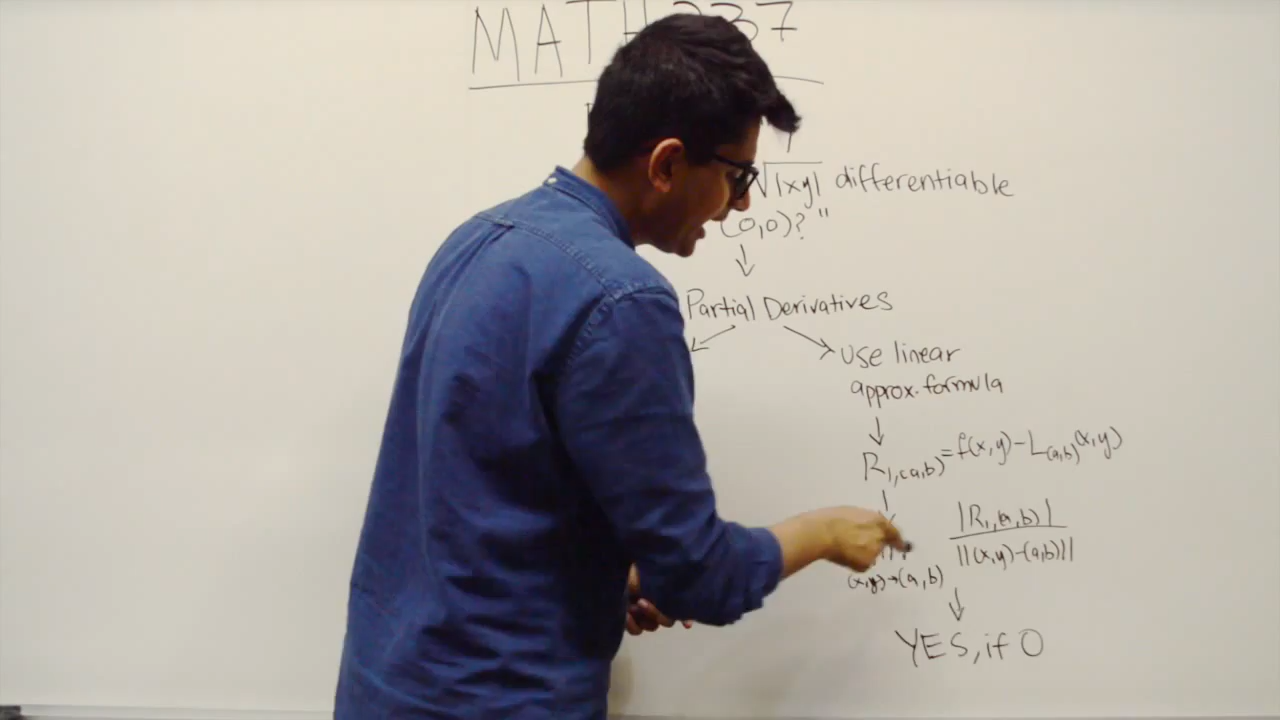 MATH 237
√|xy| differentiable
(0,0)?"
Partial Derivatives
use linear
approx. formula
R1,(a,b) = f(x,y) - L(a,b)(x,y)
|R1,(a,b)|
||(x,y)-(a,b)||
(x,y)→(a,b)
YES, if 0